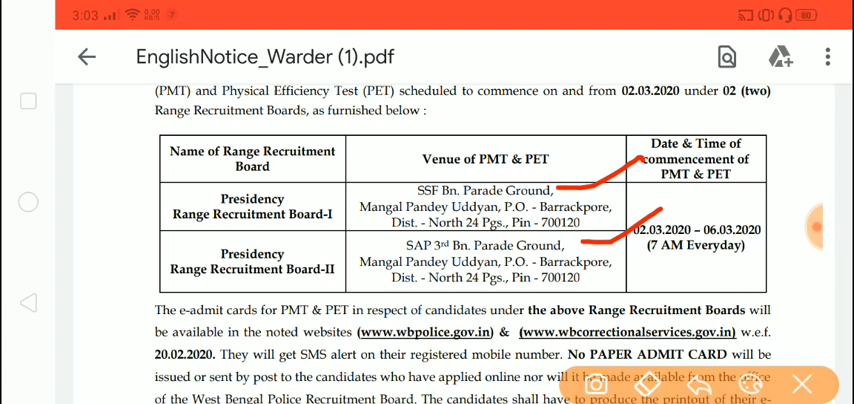 3:03
80
EnglishNotice_Warder (1).pdf
(PMT) and Physical Efficiency Test (PET) scheduled to commence on and from 02.03.2020 under 02 (two)
Range Recruitment Boards, as furnished below :
Name of Range Recruitment Board
Venue of PMT & PET
Date & Time of commencement of PMT & PET
Presidency
Range Recruitment Board-I
SSF Bn. Parade Ground,
Mangal Pandey Uddyan, P.O. - Barrackpore,
Dist. - North 24 Pgs., Pin - 700120
02.03.2020 – 06.03.2020
(7 AM Everyday)
Presidency
Range Recruitment Board-II
SAP 3rd Bn. Parade Ground,
Mangal Pandey Uddyan, P.O. - Barrackpore,
Dist. - North 24 Pgs., Pin - 700120
The e-admit cards for PMT & PET in respect of candidates under the above Range Recruitment Boards will
be available in the noted websites (www.wbpolice.gov.in) & (www.wbcorrectionalservices.gov.in) w.e.f.
20.02.2020. They will get SMS alert on their registered mobile number. No PAPER ADMIT CARD will be
issued or sent by post to the candidates who have applied online nor will it be made available from the office
of the West Bengal Police Recruitment Board. The candidates shall have to produce the printout of their e-